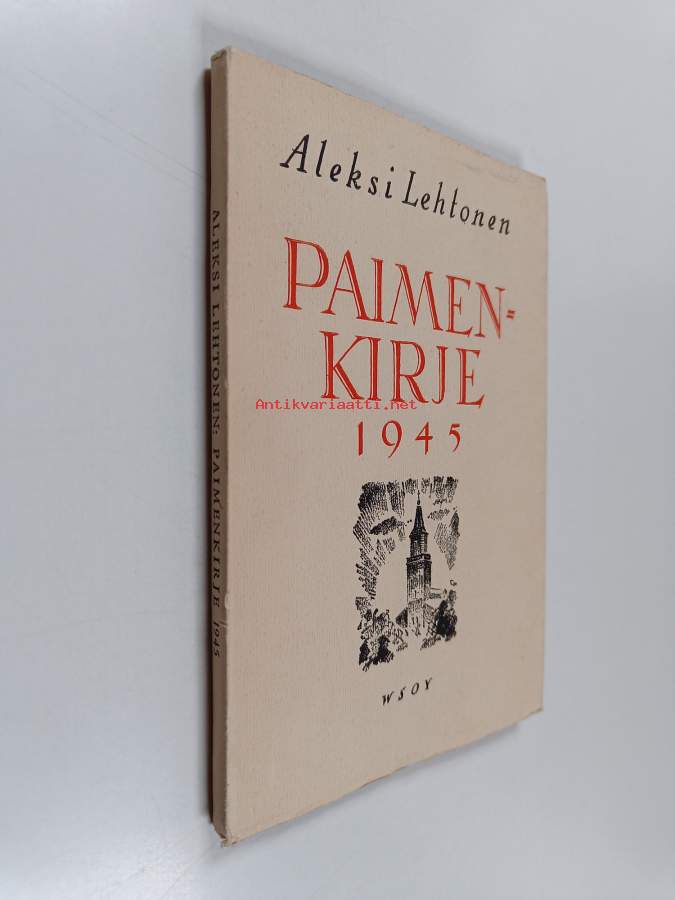 Aleksi Lehtonen
PAIMEN=
KIRJE
Antikvariaatti.net
1945
WSOY
ALEKSI LEHTONEN: PAIMENKIRJE 1945